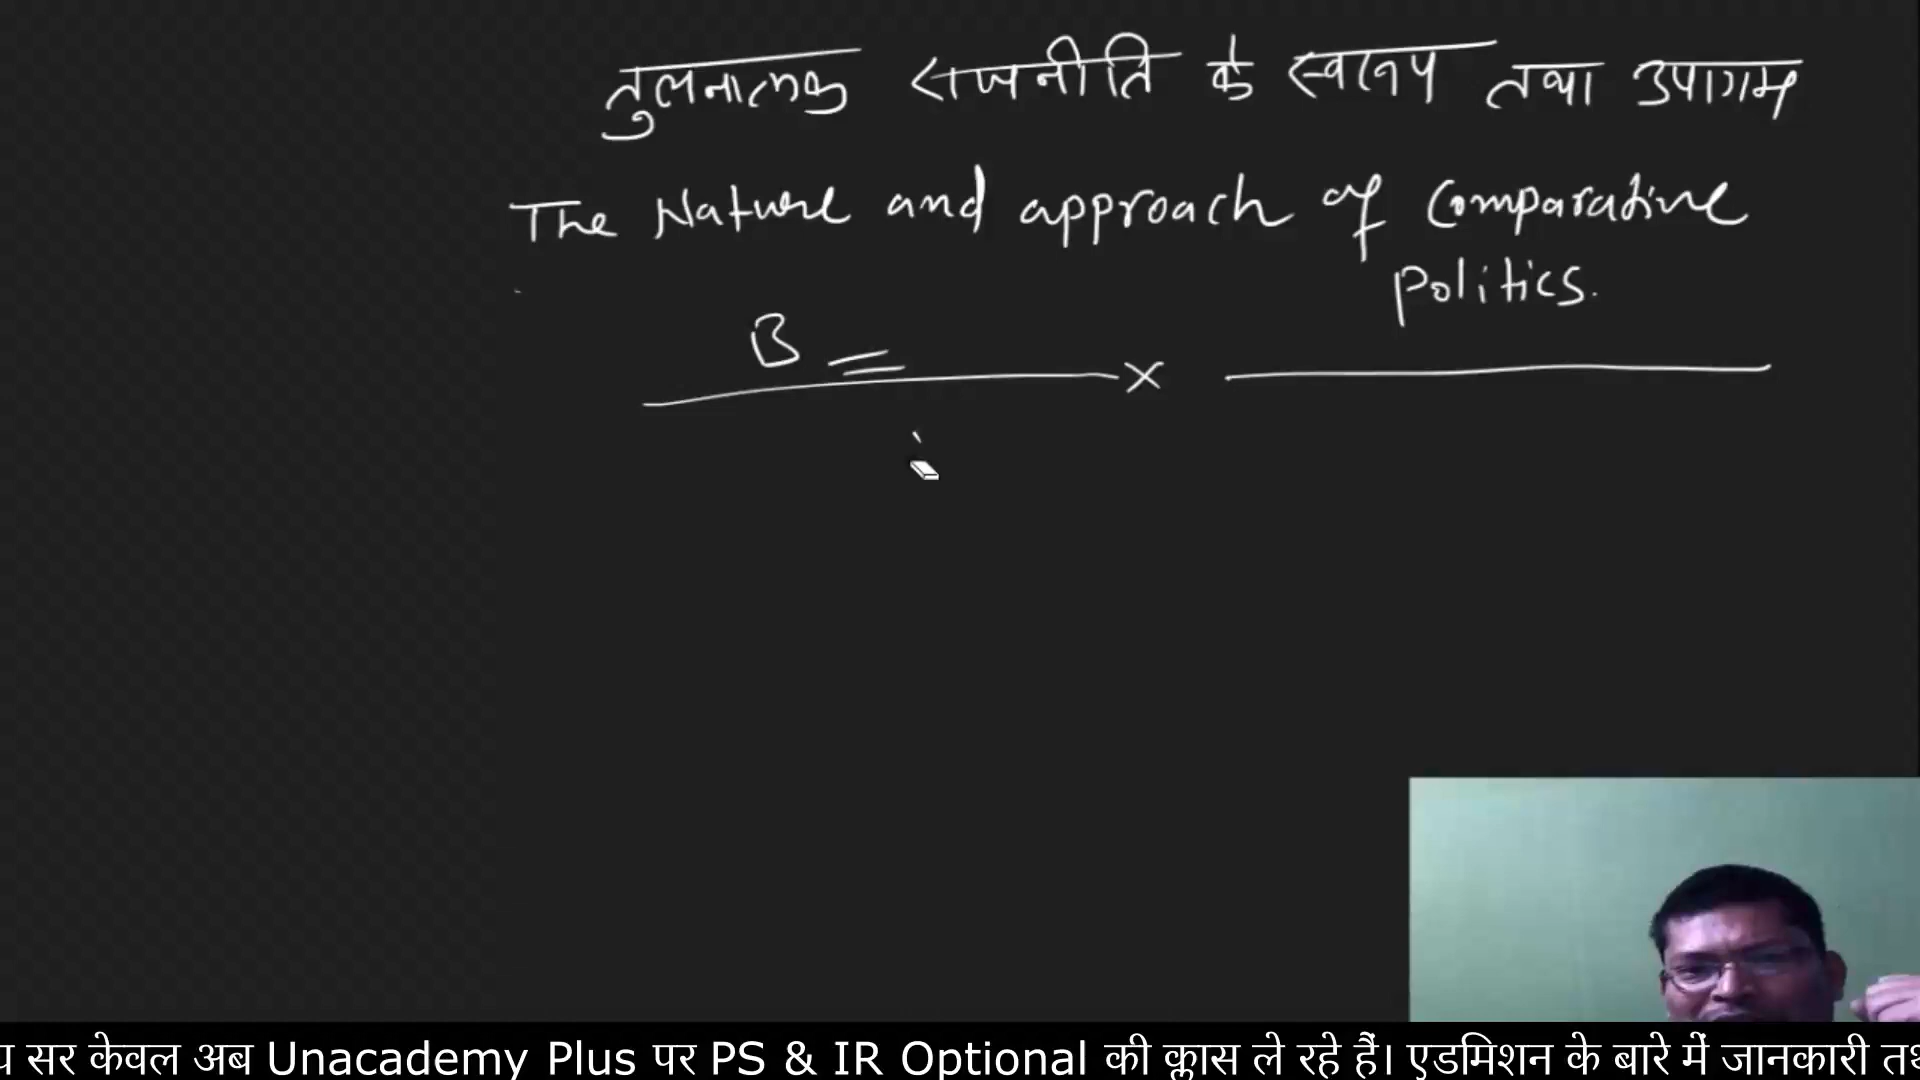 तुलनात्मक राजनीति के स्वरूप तथा उपागम
The Nature and approach of Comparative
politics.
B
x
य सर केवल अब Unacademy Plus पर PS & IR Optional की क्लास ले रहे हैं। एडमिशन के बारे में जानकारी तथ